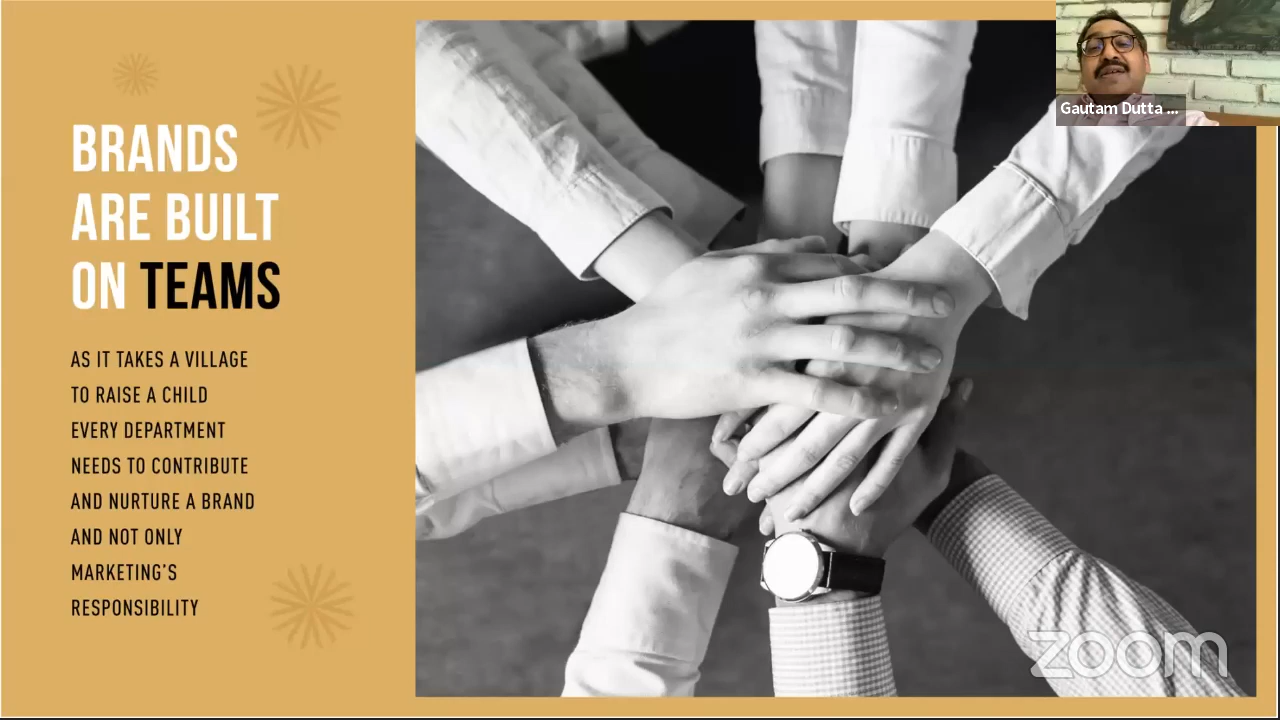 BRANDS
ARE BUILT
ON TEAMS
AS IT TAKES A VILLAGE
TO RAISE A CHILD
EVERY DEPARTMENT
NEEDS TO CONTRIBUTE
AND NURTURE A BRAND
AND NOT ONLY
MARKETING'S
RESPONSIBILITY
Gautam Dutta ...
zoom